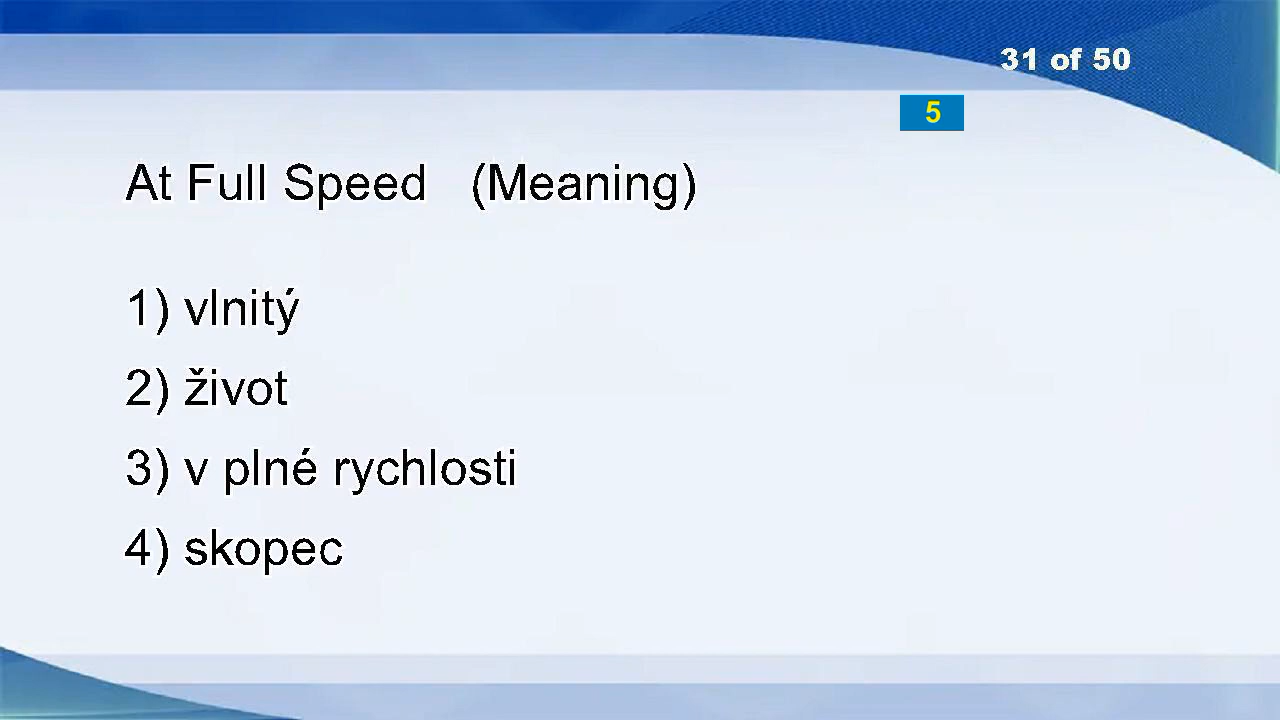 31 of 50
5
At Full Speed (Meaning)
1) vlnitý
2) život
3) v plné rychlosti
4) skopec